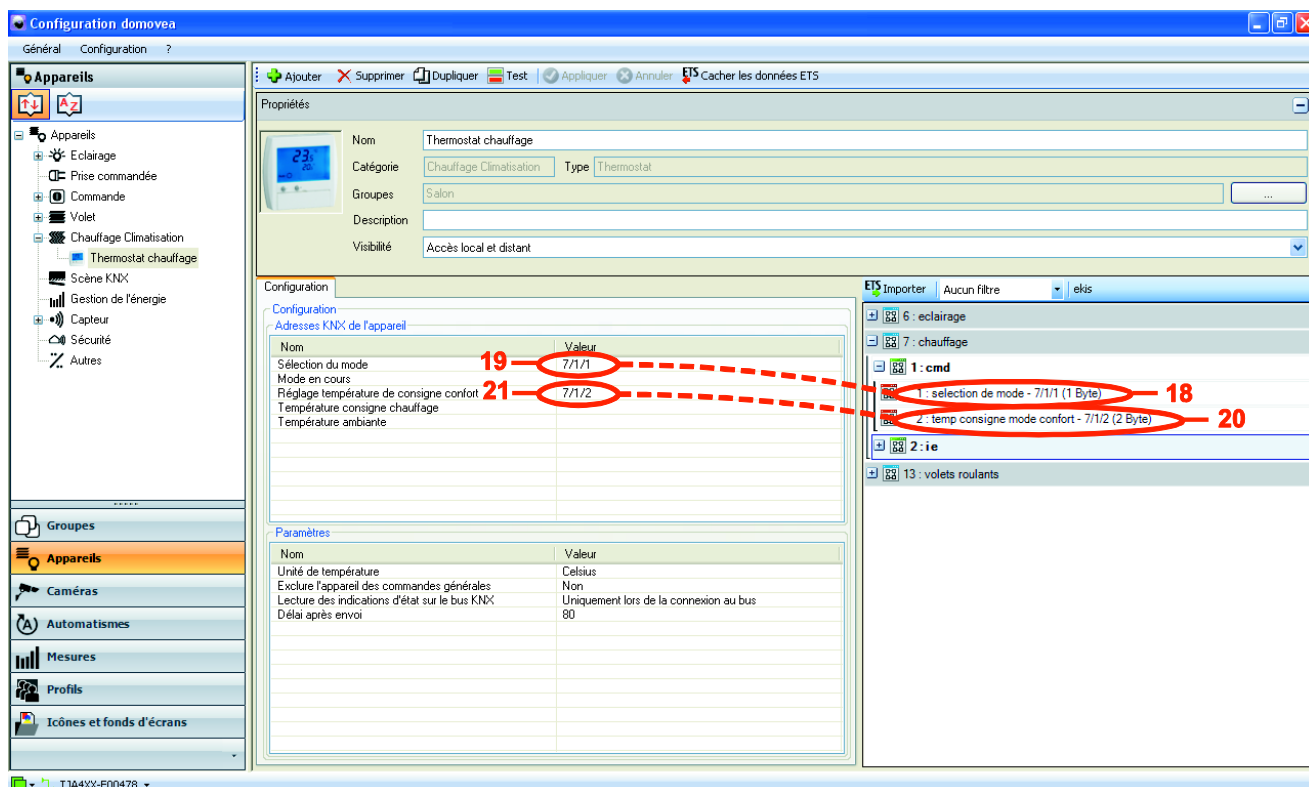 Configuration domovea
Général Configuration ?
Appareils
Ajouter Supprimer Dupliquer Test Appliquer Annuler ETS Cacher les données ETS
AZ
Appareils
Eclairage
Prise commandée
Commande
Volet
Chauffage Climatisation
Thermostat chauffage
Scène KNX
Gestion de l'énergie
Capteur
Sécurité
Autres
Groupes
Appareils
Caméras
Automatismes
Mesures
Profils
Icônes et fonds d'écrans
Propriétés
23.5
20.
Nom Thermostat chauffage
Catégorie Chauffage Climatisation Type Thermostat
Groupes Salon ...
Description
Visibilité Accès local et distant
Configuration
Configuration
Adresses KNX de l'appareil
Nom Valeur
Sélection du mode 19 7/1/1
Mode en cours
Réglage température de consigne confort 21 7/1/2
Température consigne chauffage
Température ambiante
Paramètres
Nom Valeur
Unité de température Celsius
Exclure l'appareil des commandes générales Non
Lecture des indications d'état sur le bus KNX Uniquement lors de la connexion au bus
Délai après envoi 80
ETS Importer Aucun filtre ekis
6 : eclairage
7 : chauffage
1 : cmd
1 : selection de mode - 7/1/1 (1 Byte) 18
2 : temp consigne mode confort - 7/1/2 (2 Byte) 20
2 : ie
13 : volets roulants
TJA4XX-E00478